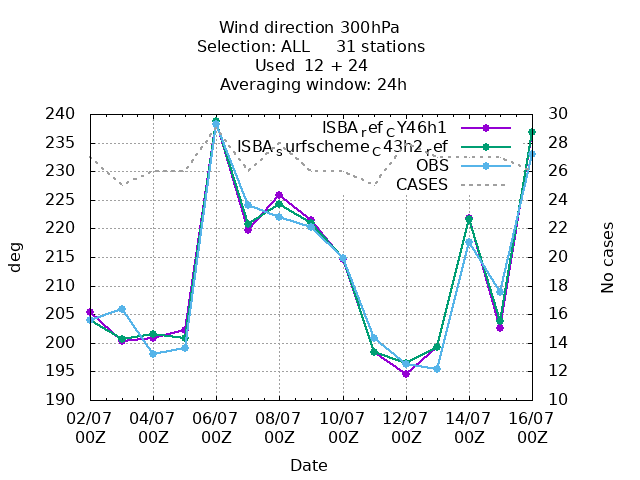 Wind direction 300hPa
Selection: ALL 31 stations
Used 12 + 24
Averaging window: 24h
240 30
235 28
230 26
225 24
220 22
215 20
210 18
205 16
200 14
195 12
190 10
deg
No cases
ISBAref CY46h1
ISBAsurfschemeC43h2ref
OBS
CASES
02/07 04/07 06/07 08/07 10/07 12/07 14/07 16/07
00Z 00Z 00Z 00Z 00Z 00Z 00Z 00Z
Date